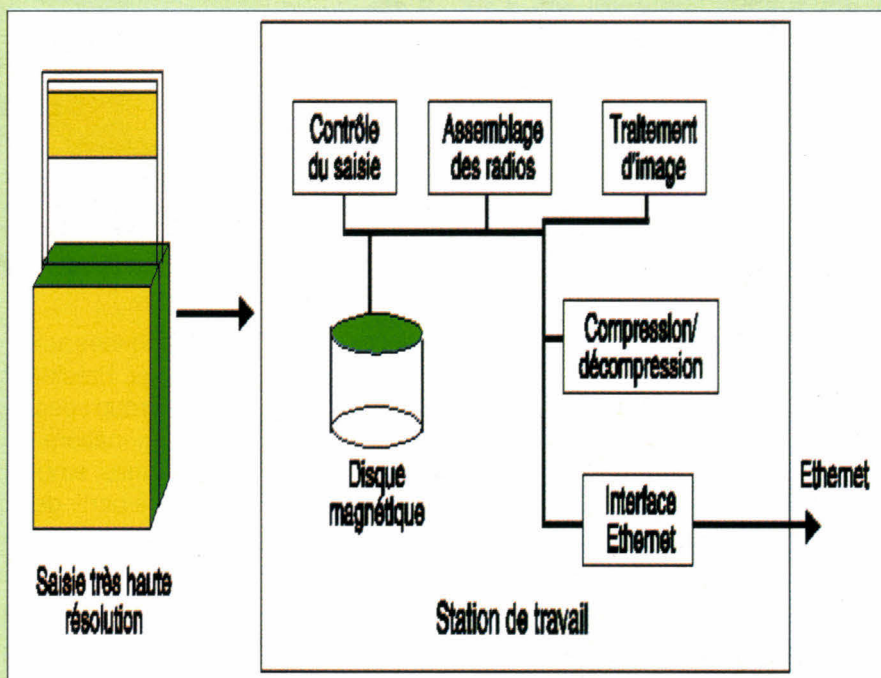 Contrôle
du saisie
Assemblage
des radios
Traitement
d'image
Compression/
décompression
Disque
magnétique
Ethernet
Interface
Ethernet
Saisie très haute
résolution
Station de travail